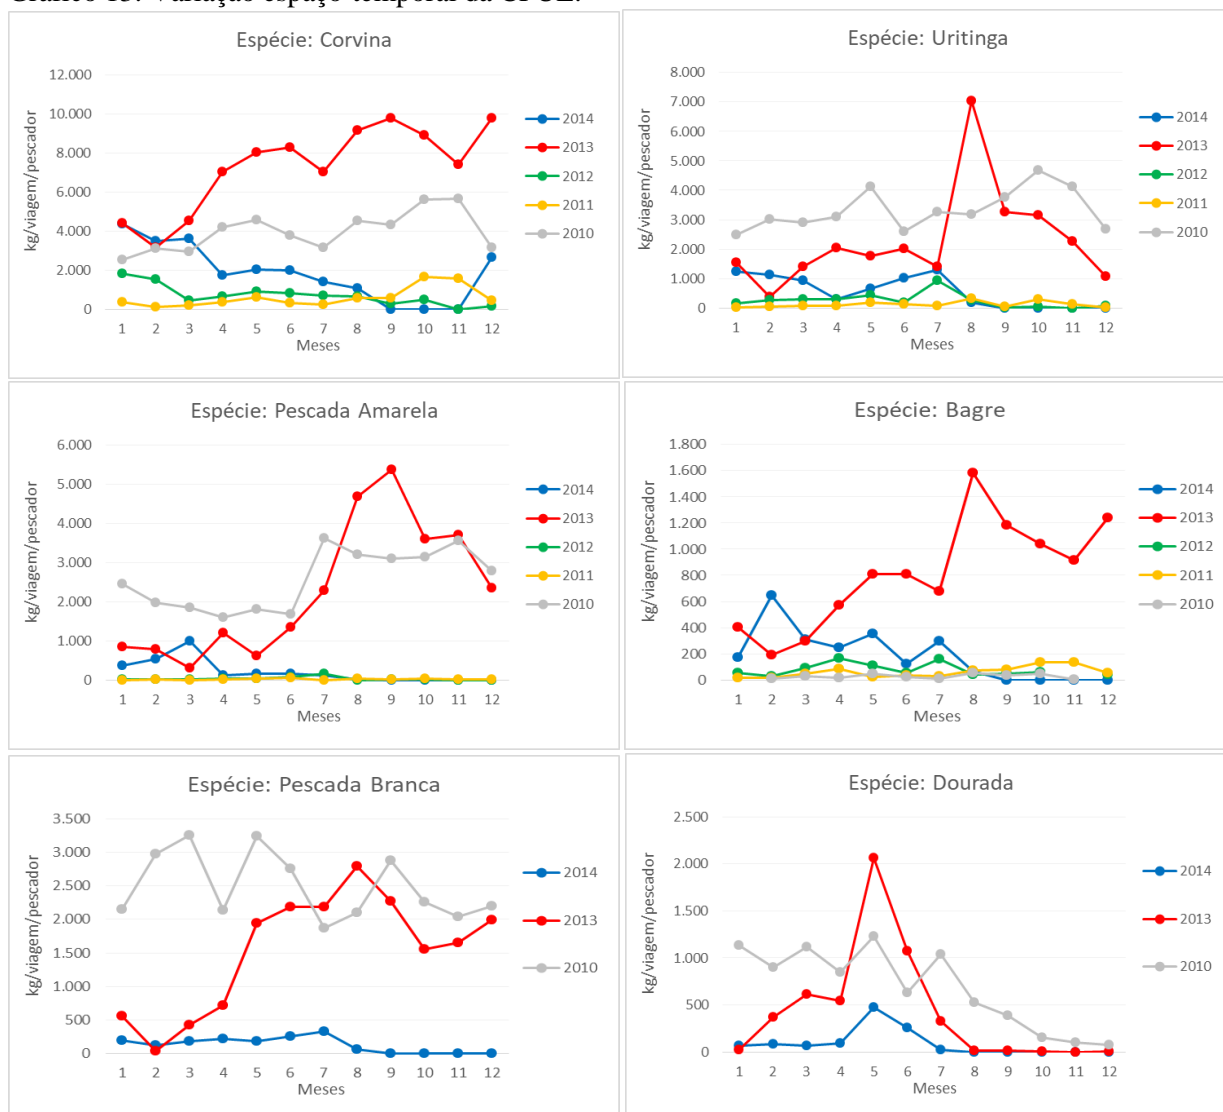 Gráfico 15: Variação espaço temporal da CPUE.
Espécie: Corvina
kg/viagem/pescador
12.000
10.000
8.000
6.000
4.000
2.000
0
1 2 3 4 5 6 7 8 9 10 11 12
Meses
2014
2013
2012
2011
2010
Espécie: Uritinga
kg/viagem/pescador
8.000
7.000
6.000
5.000
4.000
3.000
2.000
1.000
0
1 2 3 4 5 6 7 8 9 10 11 12
Meses
2014
2013
2012
2011
2010
Espécie: Pescada Amarela
kg/viagem/pescador
6.000
5.000
4.000
3.000
2.000
1.000
0
1 2 3 4 5 6 7 8 9 10 11 12
Meses
2014
2013
2012
2011
2010
Espécie: Bagre
kg/viagem/pescador
1.800
1.600
1.400
1.200
1.000
800
600
400
200
0
1 2 3 4 5 6 7 8 9 10 11 12
Meses
2014
2013
2012
2011
2010
Espécie: Pescada Branca
kg/viagem/pescador
3.500
3.000
2.500
2.000
1.500
1.000
500
0
1 2 3 4 5 6 7 8 9 10 11 12
Meses
2014
2013
2010
Espécie: Dourada
kg/viagem/pescador
2.500
2.000
1.500
1.000
500
0
1 2 3 4 5 6 7 8 9 10 11 12
Meses
2014
2013
2010